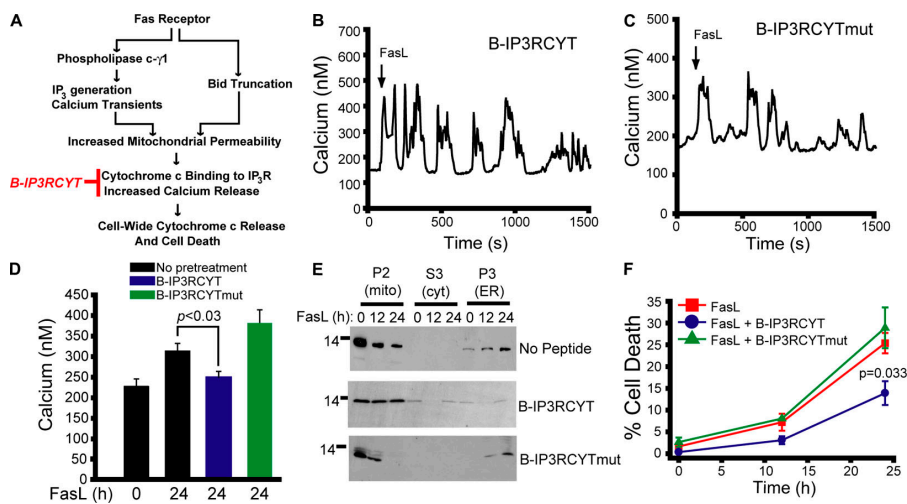 A
Fas Receptor
Phospholipase c-γ1
IP3 generation
Calcium Transients
Bid Truncation
Increased Mitochondrial Permeability
B-IP3RCYT
Cytochrome c Binding to IP3R
Increased Calcium Release
Cell-Wide Cytochrome c Release
And Cell Death
B
B-IP3RCYT
FasL
Calcium (nM)
600
500
400
300
200
100
0
0 500 1000 1500
Time (s)
C
B-IP3RCYTmut
FasL
Calcium (nM)
500
400
300
200
100
0
0 500 1000 1500
Time (s)
D
No pretreatment
B-IP3RCYT
B-IP3RCYTmut
p<0.03
Calcium (nM)
450
400
350
300
250
200
150
100
50
0
FasL (h) 0 24 24 24
E
P2 S3 P3
(mito) (cyt) (ER)
FasL (h): 0 12 24 0 12 24 0 12 24
14
No Peptide
14
B-IP3RCYT
14
B-IP3RCYTmut
F
FasL
FasL + B-IP3RCYT
FasL + B-IP3RCYTmut
p=0.033
% Cell Death
40
35
30
25
20
15
10
5
0
0 5 10 15 20 25
Time (h)